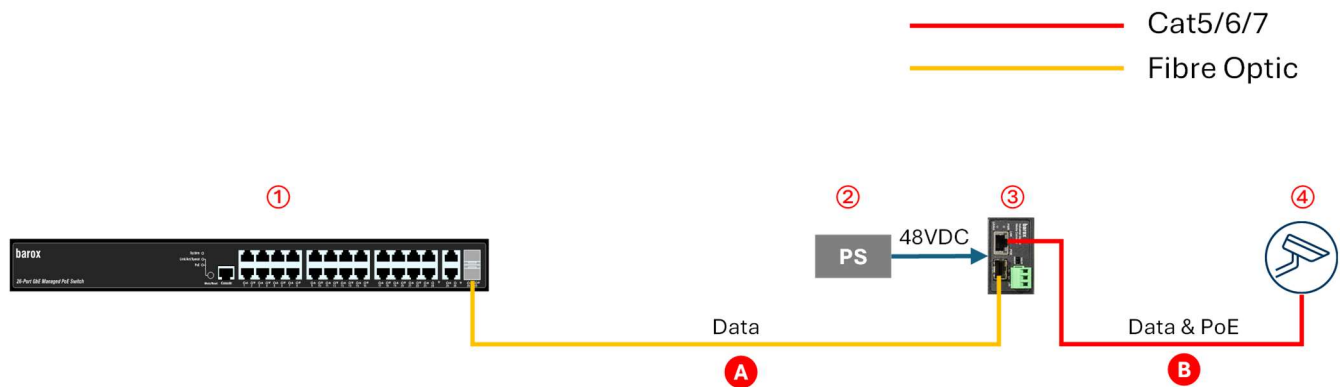 Cat5/6/7
Fibre Optic
①
②
③
④
barox
26-Port GbE Managed PoE Switch
PS
48VDC
barox
Data
Data & PoE
A
B